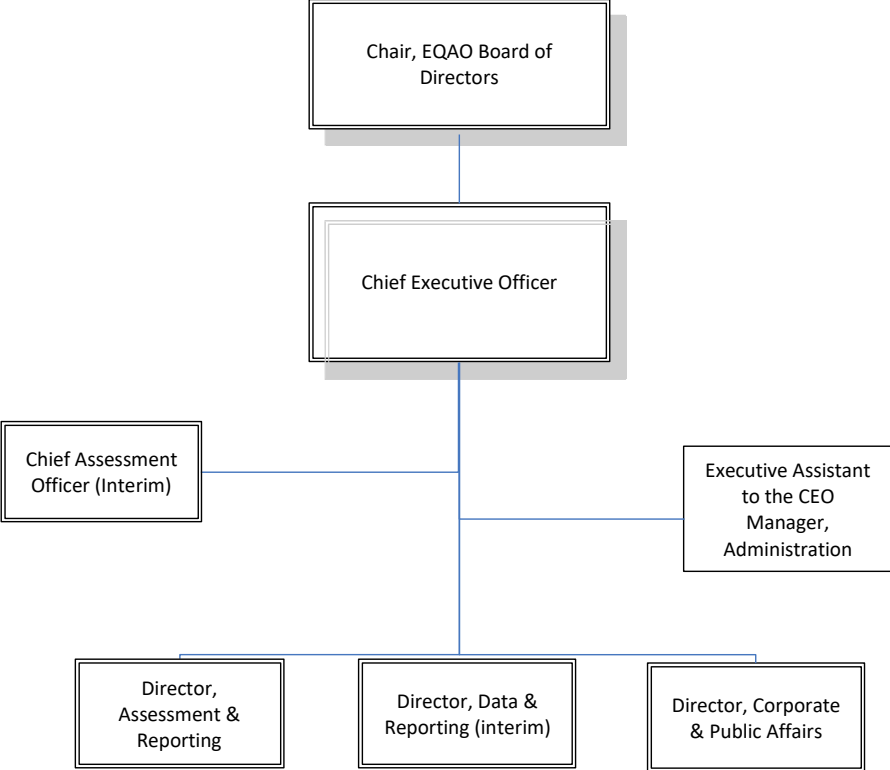 Chair, EQAO Board of
Directors
Chief Executive Officer
Chief Assessment
Officer (Interim)
Executive Assistant
to the CEO
Manager,
Administration
Director,
Assessment &
Reporting
Director, Data &
Reporting (interim)
Director, Corporate
& Public Affairs